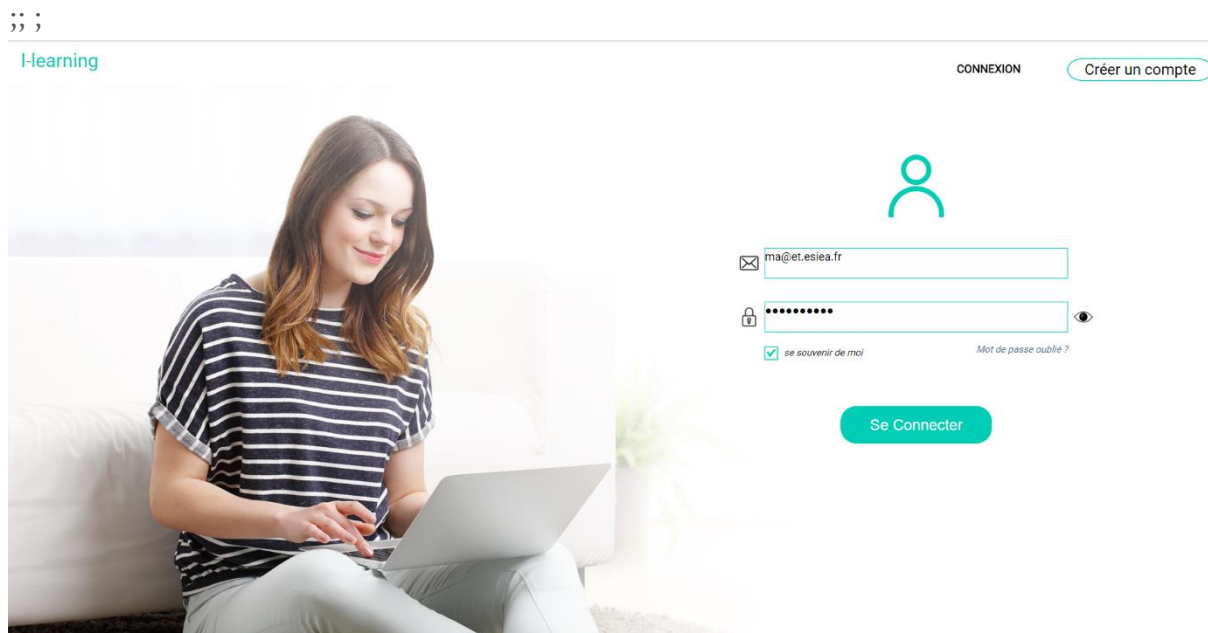 ;; ;
I-learning
CONNEXION
Créer un compte
ma@et.esiea.fr
••••••••••
se souvenir de moi
Mot de passe oublié ?
Se Connecter